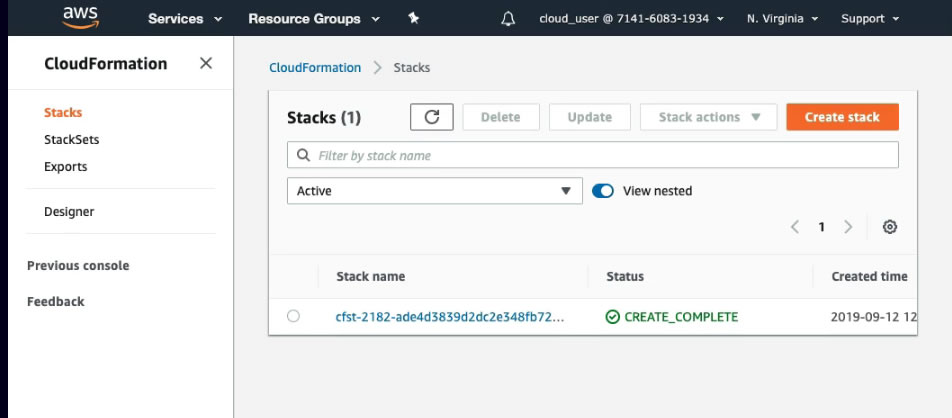 aws Services Resource Groups cloud_user @ 7141-6083-1934 N. Virginia Support
CloudFormation
Stacks
StackSets
Exports
Designer
Previous console
Feedback
CloudFormation > Stacks
Stacks (1) Delete Update Stack actions Create stack
Filter by stack name
Active View nested
1
Stack name Status Created time
cfst-2182-ade4d3839d2dc2e348fb72... CREATE_COMPLETE 2019-09-12 12